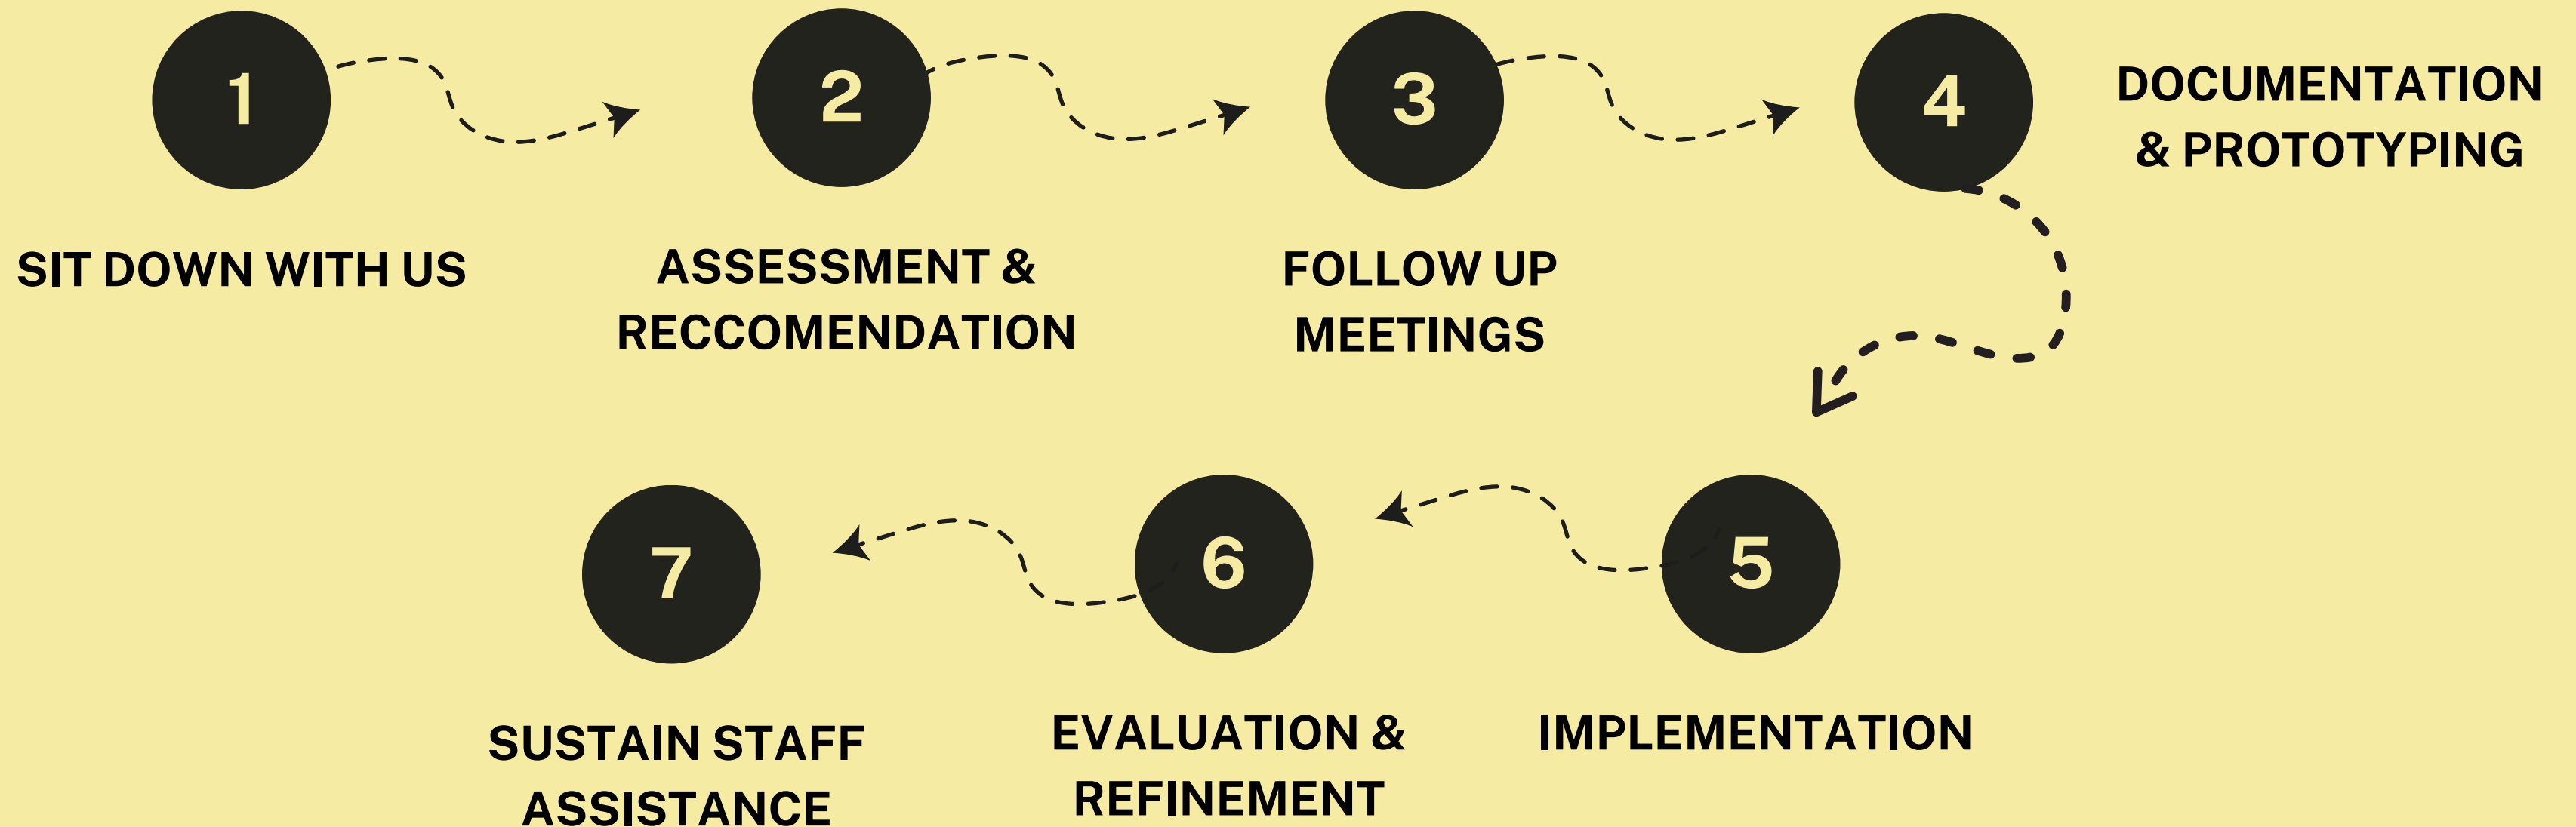 1
SIT DOWN WITH US
2
ASSESSMENT &
RECCOMENDATION
3
FOLLOW UP
MEETINGS
4
DOCUMENTATION
& PROTOTYPING
5
IMPLEMENTATION
6
EVALUATION &
REFINEMENT
7
SUSTAIN STAFF
ASSISTANCE